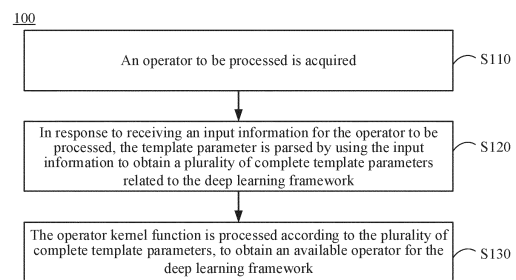 100
An operator to be processed is acquired
S110
In response to receiving an input information for the operator to be
processed, the template parameter is parsed by using the input
information to obtain a plurality of complete template parameters
related to the deep learning framework
S120
The operator kernel function is processed according to the plurality of
complete template parameters, to obtain an available operator for the
deep learning framework
S130